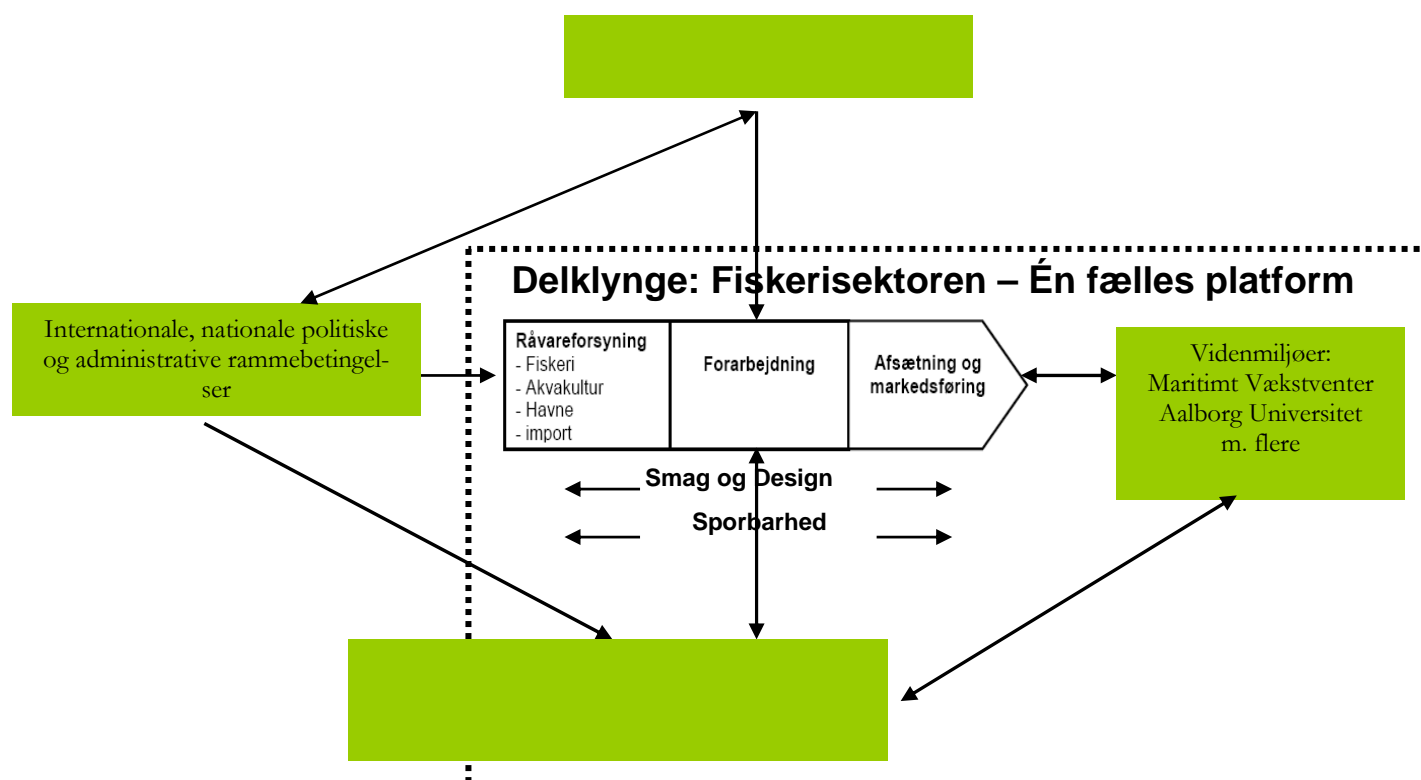 Delklynge: Fiskerisektoren – Én fælles platform
Internationale, nationale politiske
og administrative rammebetingel-
ser
Råvareforsyning
- Fiskeri
- Akvakultur
- Havne
- import
Forarbejdning
Afsætning og
markedsføring
Videnmiljøer:
Maritimt Vækstventer
Aalborg Universitet
m. flere
Smag og Design
Sporbarhed